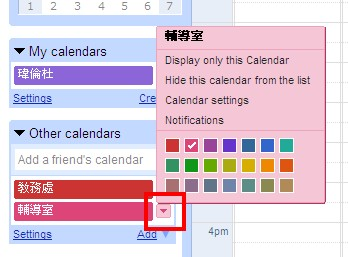 1 2 3 4 5 6 7
My calendars
瑋倫杜
Settings Cre
Other calendars
Add a friend's calendar
教務處
輔導室
Settings Add
輔導室
Display only this Calendar
Hide this calendar from the list
Calendar settings
Notifications
4pm